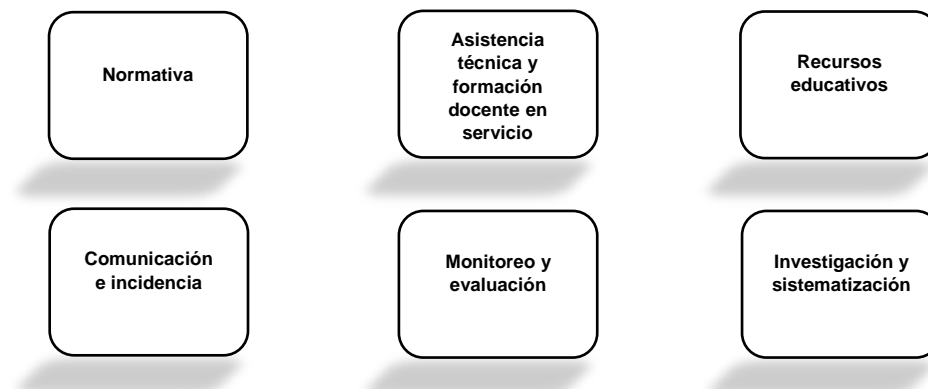 Normativa
Asistencia
técnica y
formación
docente en
servicio
Recursos
educativos
Comunicación
e incidencia
Monitoreo y
evaluación
Investigación y
sistematización